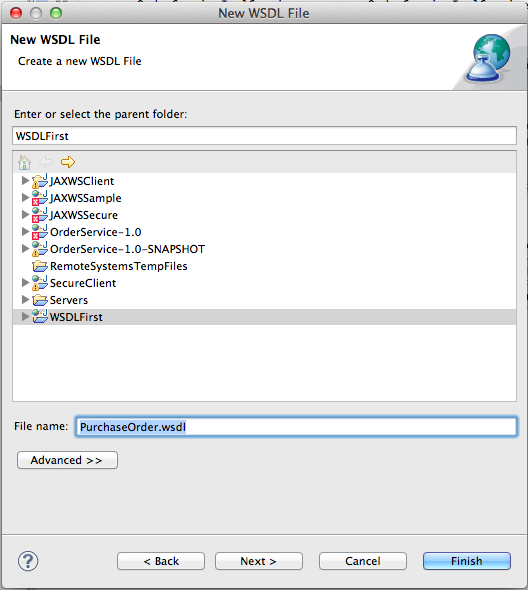 New WSDL File
New WSDL File
Create a new WSDL File
Enter or select the parent folder:
WSDLFirst
JAXWSClient
JAXWSSample
JAXWSSecure
OrderService-1.0
OrderService-1.0-SNAPSHOT
RemoteSystemsTempFiles
SecureClient
Servers
WSDLFirst
File name: PurchaseOrder.wsdl
Advanced >>
? < Back Next > Cancel Finish